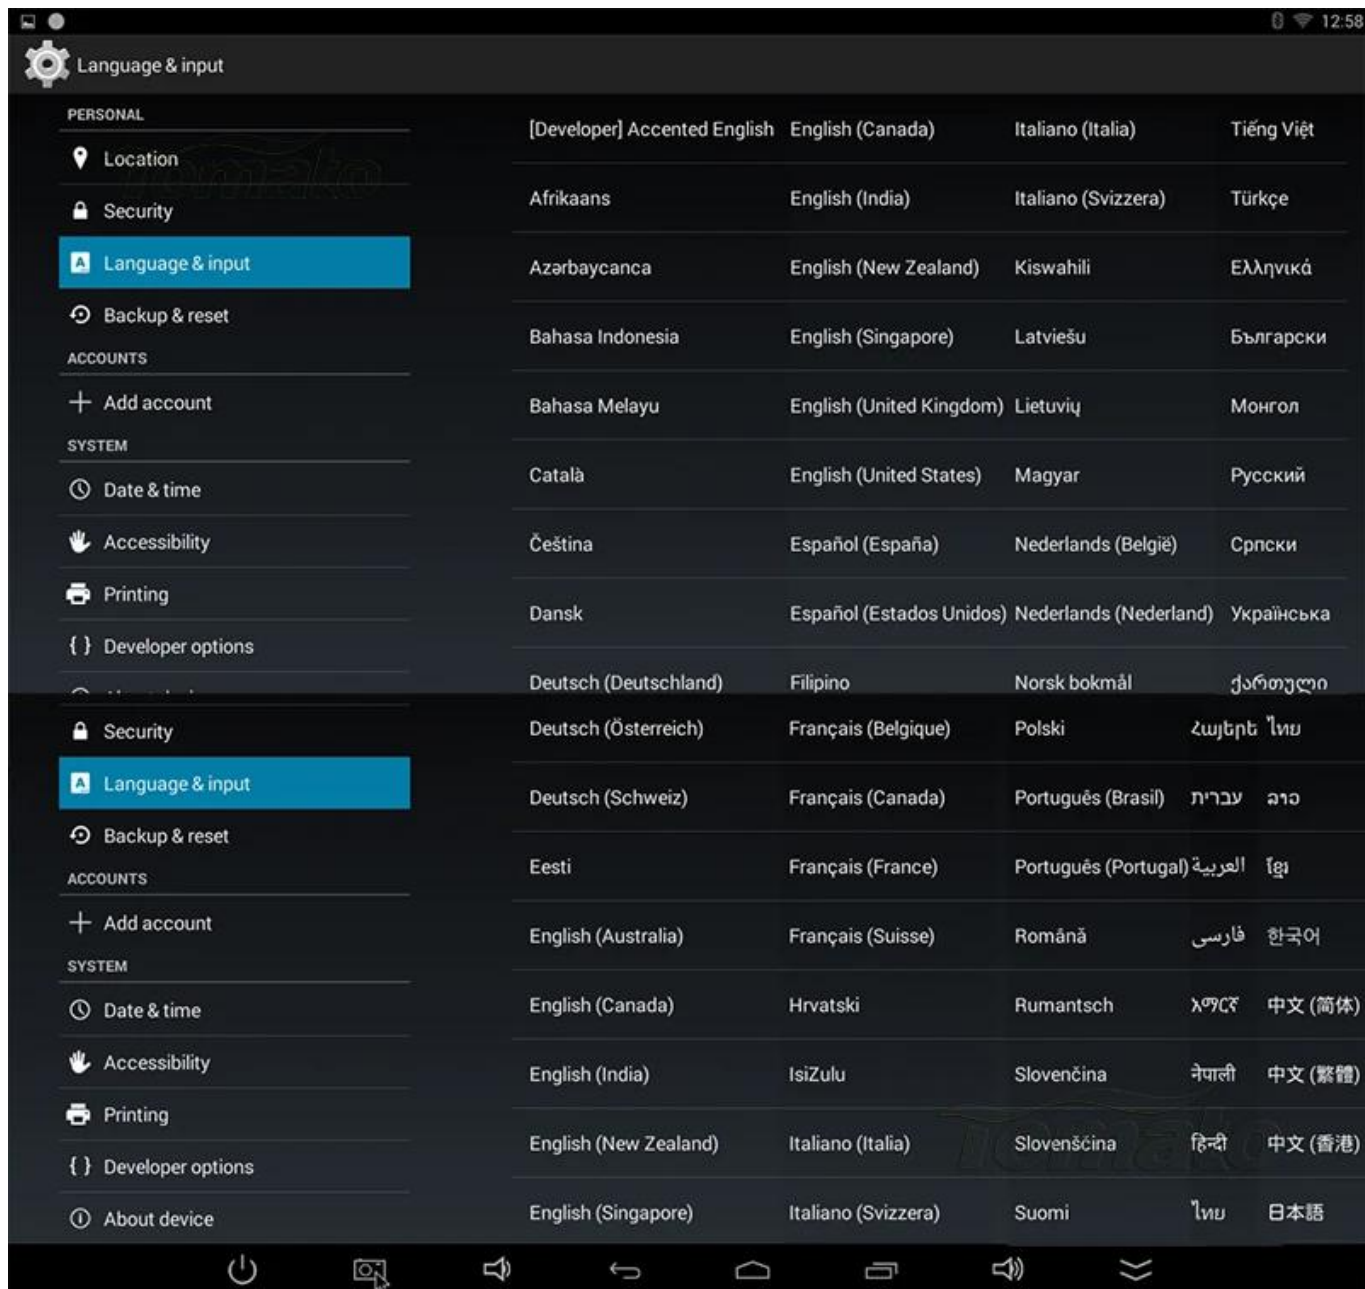 12:58
Language & input
PERSONAL
Location
Security
Language & input
Backup & reset
ACCOUNTS
Add account
SYSTEM
Date & time
Accessibility
Printing
Developer options
[Developer] Accented English English (Canada) Italiano (Italia) Tiếng Việt
Afrikaans English (India) Italiano (Svizzera) Türkçe
Azərbaycanca English (New Zealand) Kiswahili Ελληνικά
Bahasa Indonesia English (Singapore) Latviešu Български
Bahasa Melayu English (United Kingdom) Lietuvių Монгол
Català English (United States) Magyar Русский
Čeština Español (España) Nederlands (België) Српски
Dansk Español (Estados Unidos) Nederlands (Nederland) Українська
Deutsch (Deutschland) Filipino Norsk bokmål ქართული
Security
Language & input
Backup & reset
ACCOUNTS
Add account
SYSTEM
Date & time
Accessibility
Printing
Developer options
About device
Deutsch (Österreich) Français (Belgique) Polski Հայերե ไทย
Deutsch (Schweiz) Français (Canada) Português (Brasil) עברית ລາວ
Eesti Français (France) Português (Portugal) العربية ខ្មែរ
English (Australia) Français (Suisse) Română فارسی 한국어
English (Canada) Hrvatski Rumantsch አማርኛ 中文 (简体)
English (India) IsiZulu Slovenčina नेपाली 中文 (繁體)
English (New Zealand) Italiano (Italia) Slovenščina हिन्दी 中文 (香港)
English (Singapore) Italiano (Svizzera) Suomi ไทย 日本語
Tomato